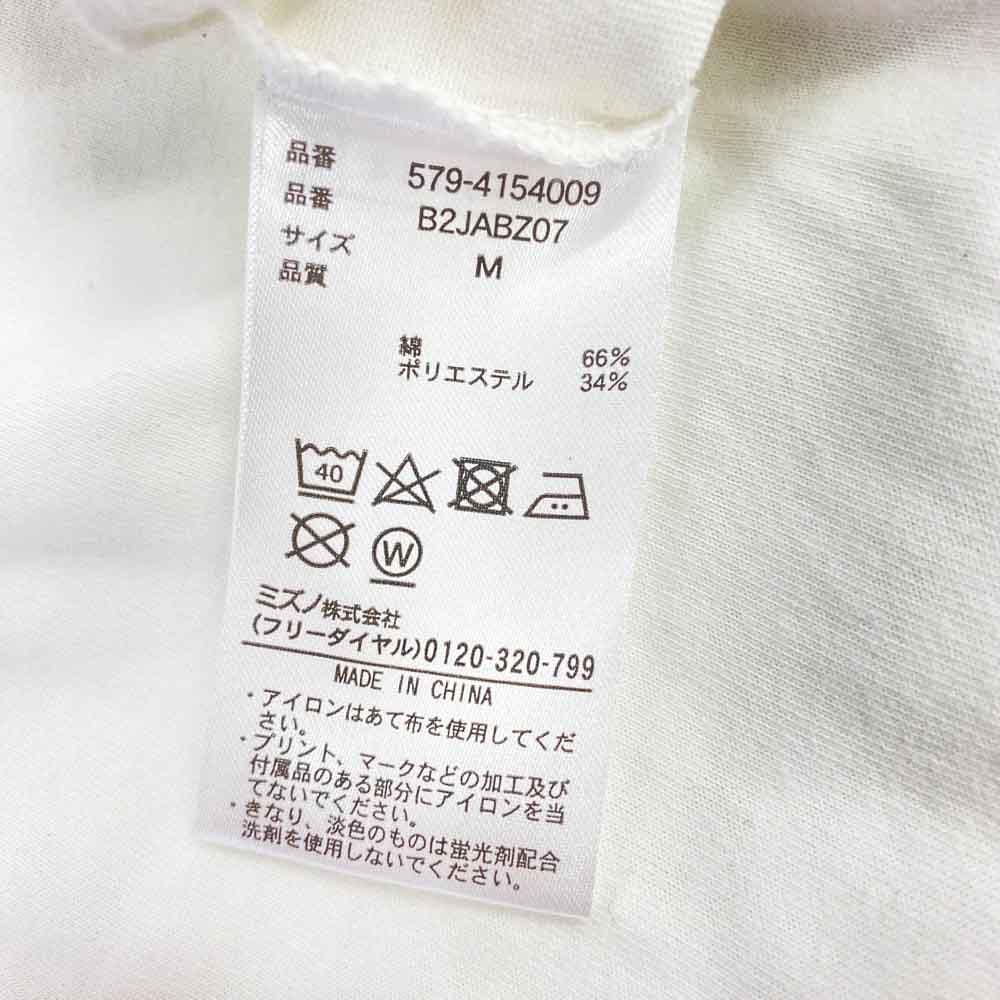 品番 579-4154009
品番 B2JABZ07
サイズ M
品質
綿 66%
ポリエステル 34%
40
W
ミズノ株式会社
(フリーダイヤル)0120-320-799
MADE IN CHINA
・アイロンはあて布を使用してくだ
さい。
・プリント、マークなどの加工及び
付属品のある部分にアイロンを当
てないでください。
・きなり、淡色のものは蛍光剤配合
洗剤を使用しないでください。